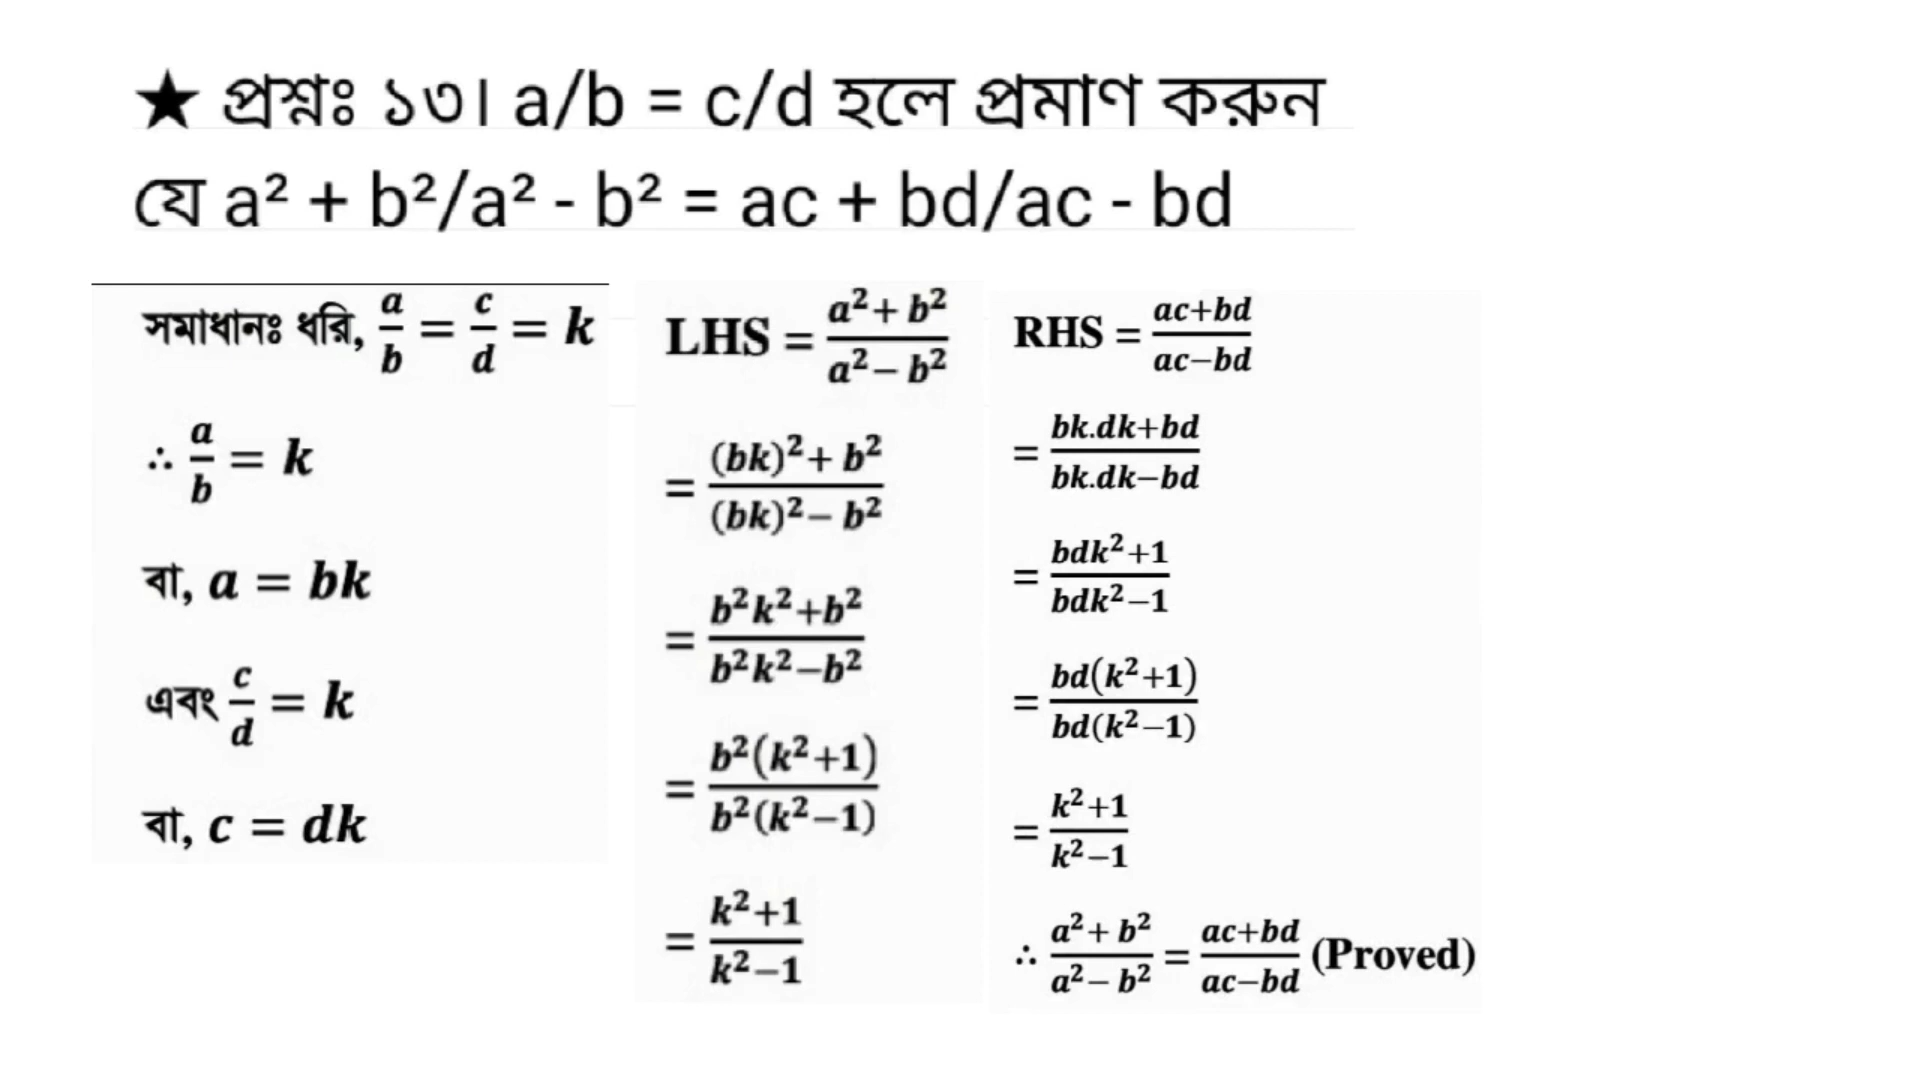 ★ প্রশ্নঃ ১৩। a/b = c/d হলে প্রমাণ করুন
যে a² + b²/a² - b² = ac + bd/ac - bd
সমাধানঃ ধরি, a/b = c/d = k
∴ a/b = k
বা, a = bk
এবং c/d = k
বা, c = dk
LHS = a²+ b²/a²− b²
= (bk)²+ b²/(bk)²− b²
= b²k²+b²/b²k²−b²
= b²(k²+1)/b²(k²−1)
= k²+1/k²−1
RHS = ac+bd/ac−bd
= bk.dk+bd/bk.dk−bd
= bdk²+1/bdk²−1
= bd(k²+1)/bd(k²−1)
= k²+1/k²−1
∴ a²+ b²/a²− b² = ac+bd/ac−bd (Proved)